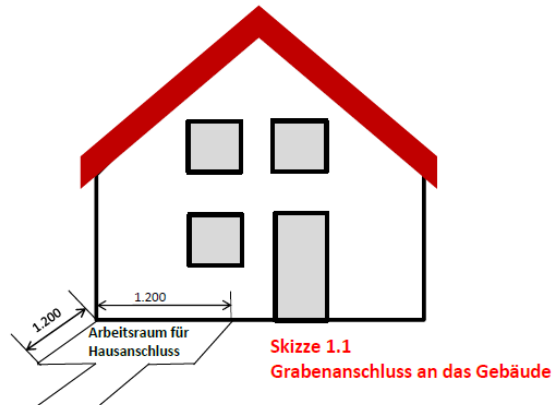 1.200
1.200
Arbeitsraum für
Hausanschluss
Skizze 1.1
Grabenanschluss an das Gebäude